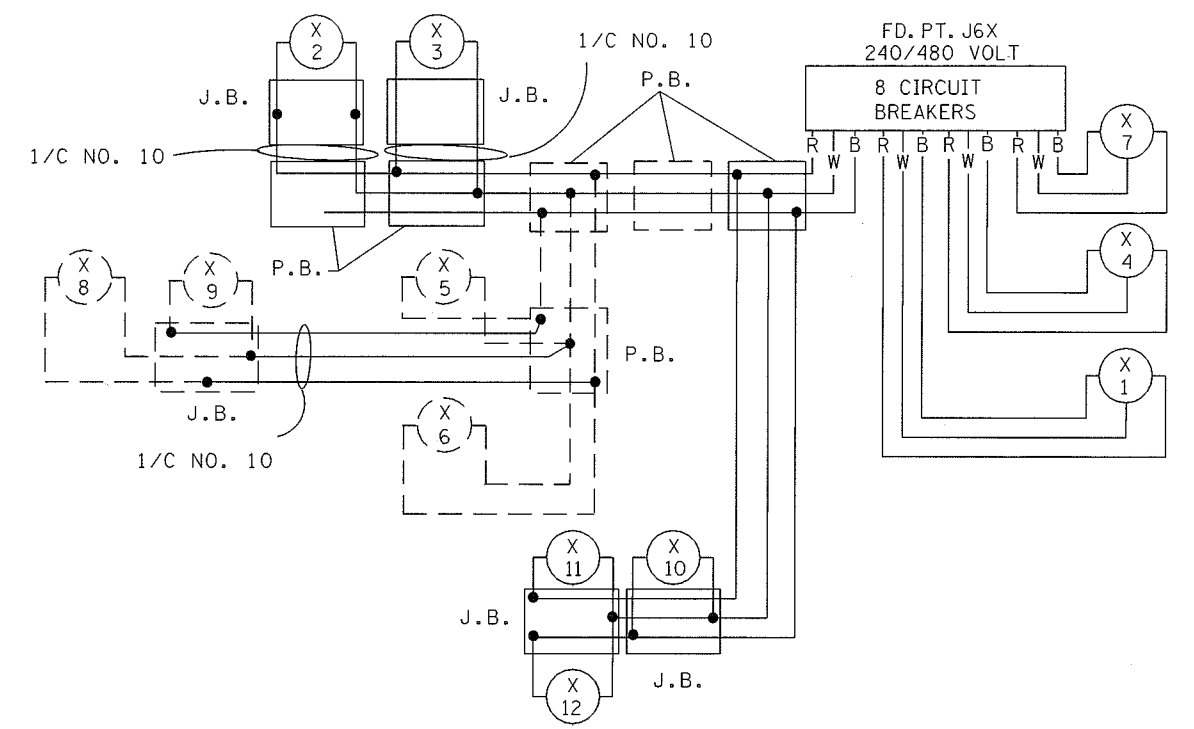 X
2
X
3
1/C NO. 10
FD. PT. J6X
240/480 VOLT
8 CIRCUIT
BREAKERS
J.B.
J.B.
P.B.
1/C NO. 10
R W B R W B R W B R W B
X
7
P.B.
X
8
X
9
X
5
X
4
P.B.
J.B.
1/C NO. 10
X
6
X
1
X
11
X
10
J.B.
J.B.
X
12